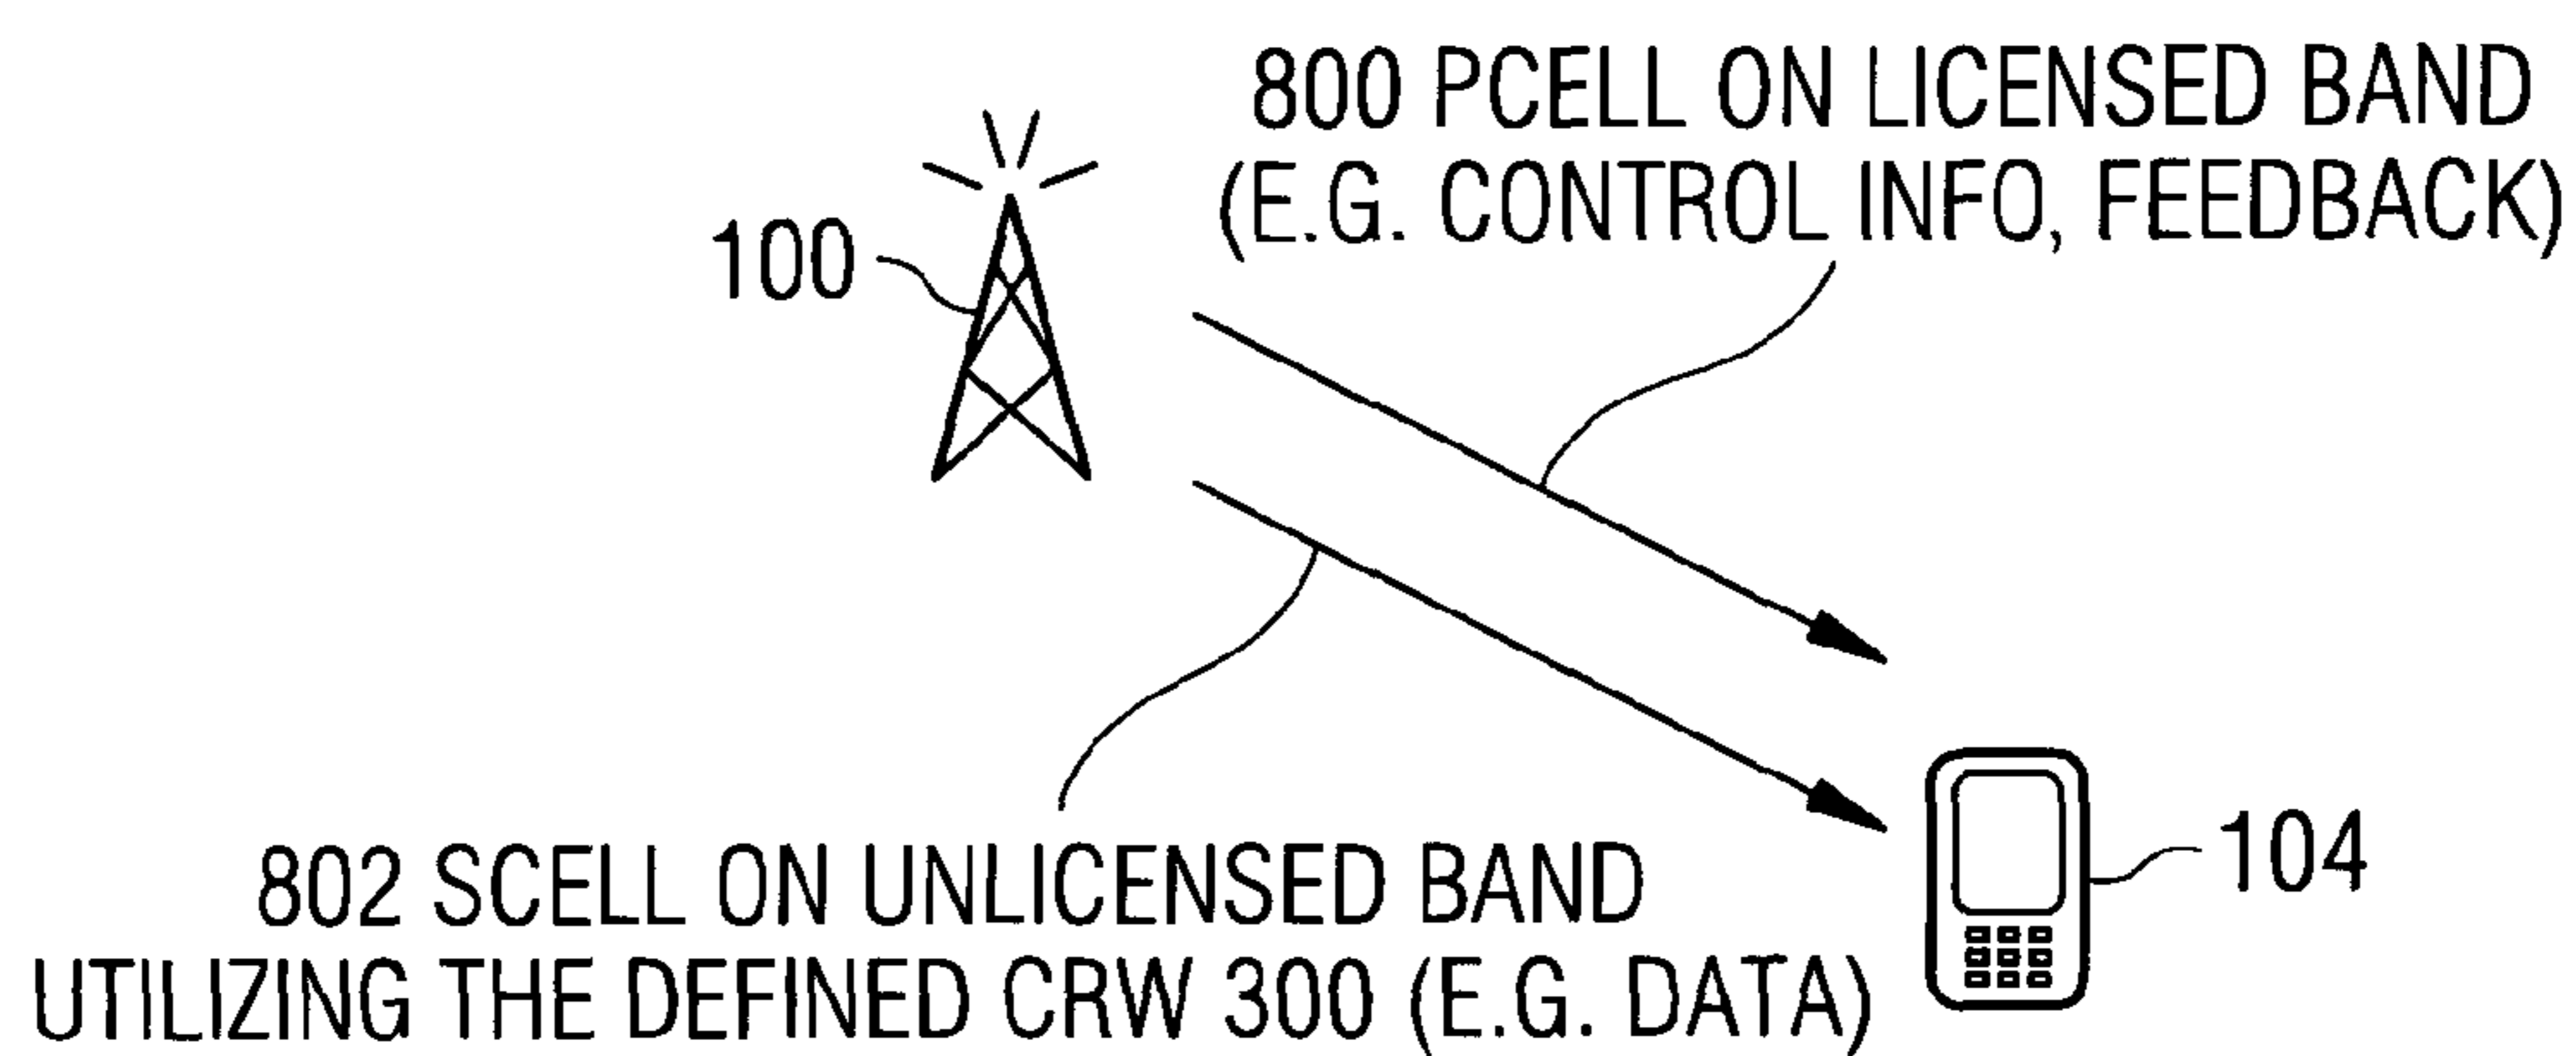 800 PCELL ON LICENSED BAND
(E.G. CONTROL INFO, FEEDBACK)
100
802 SCELL ON UNLICENSED BAND
UTILIZING THE DEFINED CRW 300 (E.G. DATA)
104